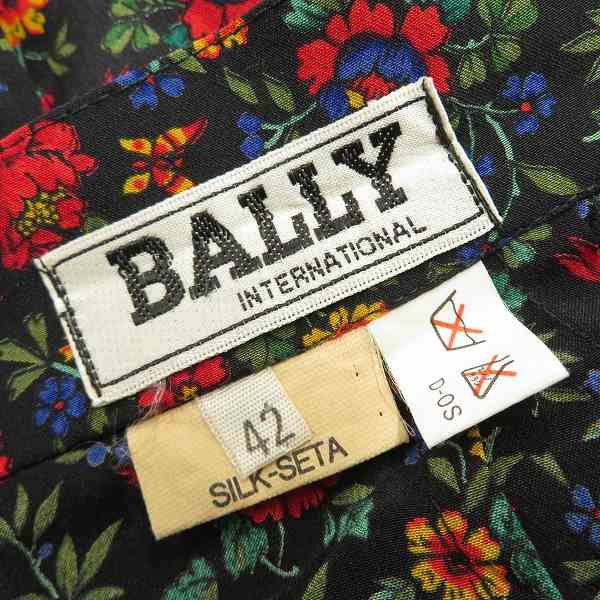 BALLY
INTERNATIONAL
42
SILK-SETA
D-OS